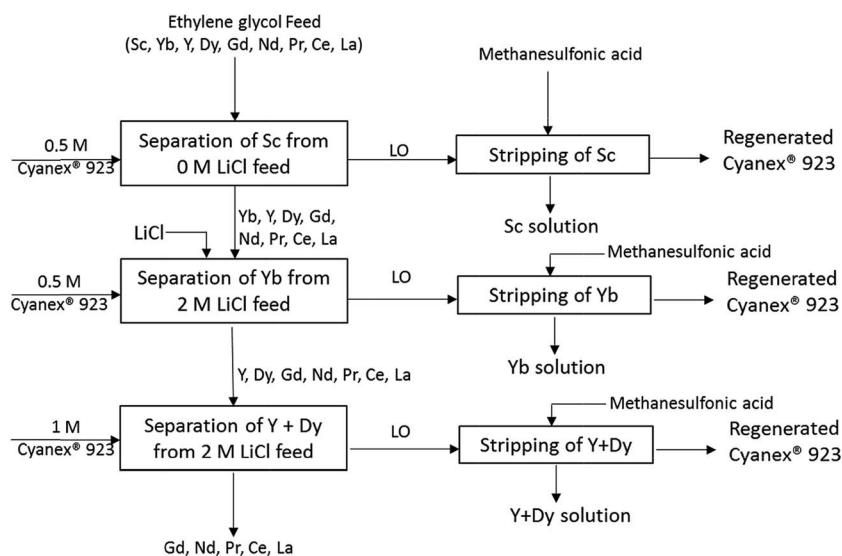 Ethylene glycol Feed
(Sc, Yb, Y, Dy, Gd, Nd, Pr, Ce, La)
Methanesulfonic acid
0.5 M
Cyanex® 923
Separation of Sc from
0 M LiCl feed
LO
Stripping of Sc
Regenerated
Cyanex® 923
Yb, Y, Dy, Gd,
Nd, Pr, Ce, La
Sc solution
LiCl
Methanesulfonic acid
0.5 M
Cyanex® 923
Separation of Yb from
2 M LiCl feed
LO
Stripping of Yb
Regenerated
Cyanex® 923
Yb solution
Y, Dy, Gd, Nd, Pr, Ce, La
Methanesulfonic acid
1 M
Cyanex® 923
Separation of Y + Dy
from 2 M LiCl feed
LO
Stripping of Y+Dy
Regenerated
Cyanex® 923
Y+Dy solution
Gd, Nd, Pr, Ce, La